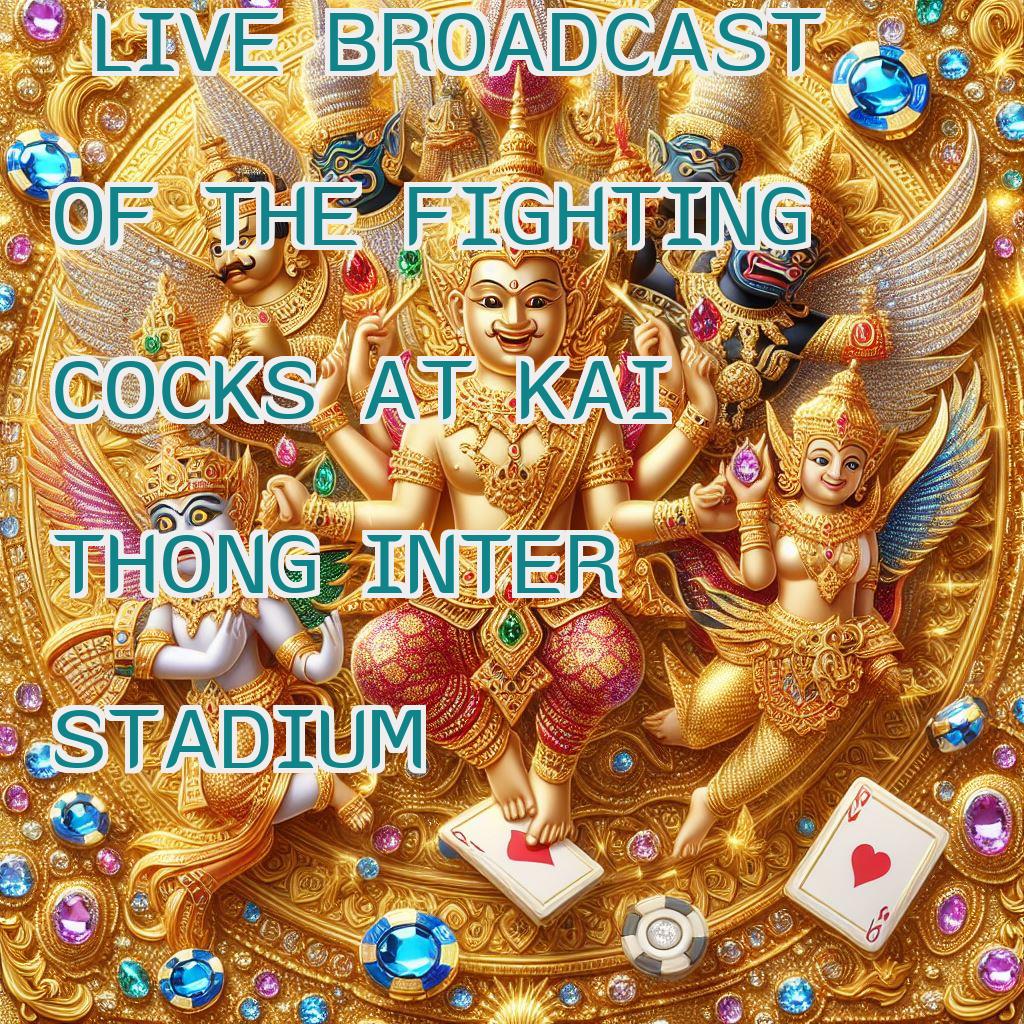 LIVE BROADCAST
OF THE FIGHTING
COCKS AT KAI
THONG INTER
STADIUM